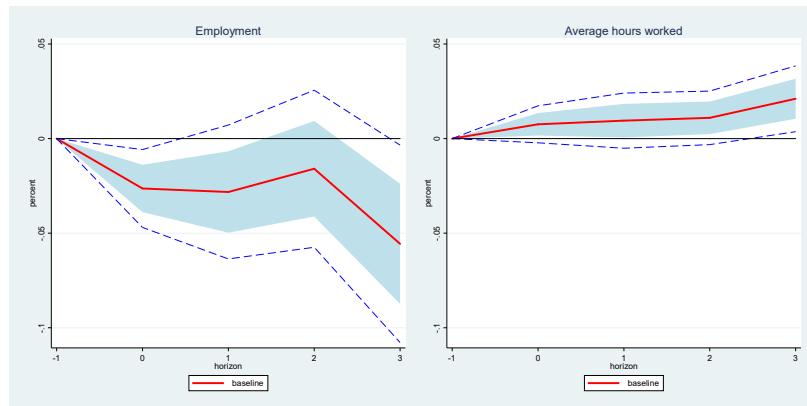 Employment
.05
0
-.05
-.1
percent
-1 0 1 2 3
horizon
baseline
Average hours worked
.05
0
-.05
-.1
percent
-1 0 1 2 3
horizon
baseline